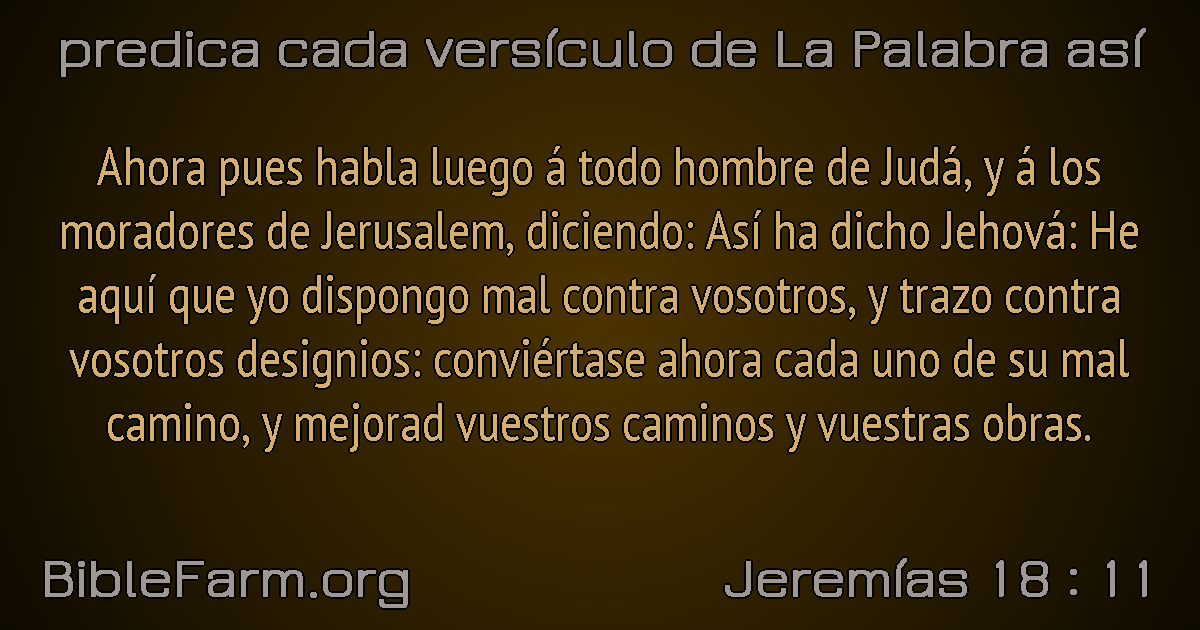 predica cada versículo de La Palabra así
Ahora pues habla luego á todo hombre de Judá, y á los
moradores de Jerusalem, diciendo: Así ha dicho Jehová: He
aquí que yo dispongo mal contra vosotros, y trazo contra
vosotros designios: conviértase ahora cada uno de su mal
camino, y mejorad vuestros caminos y vuestras obras.
BibleFarm.org
Jeremías 18 : 11